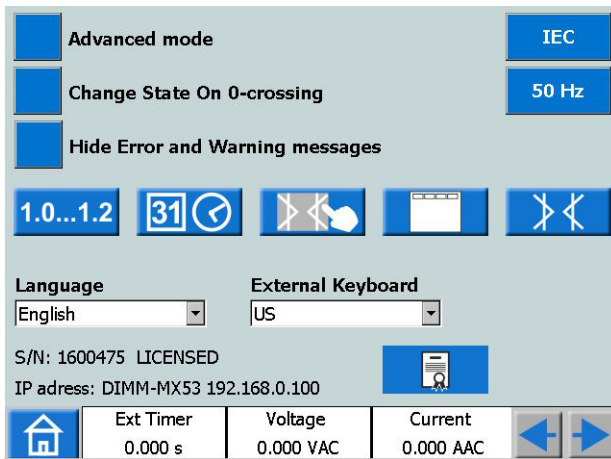 Advanced mode
IEC
Change State On 0-crossing
50 Hz
Hide Error and Warning messages
1.0...1.2
31
Language
External Keyboard
English
US
S/N: 1600475 LICENSED
IP adress: DIMM-MX53 192.168.0.100
Ext Timer
Voltage
Current
0.000 s
0.000 VAC
0.000 AAC